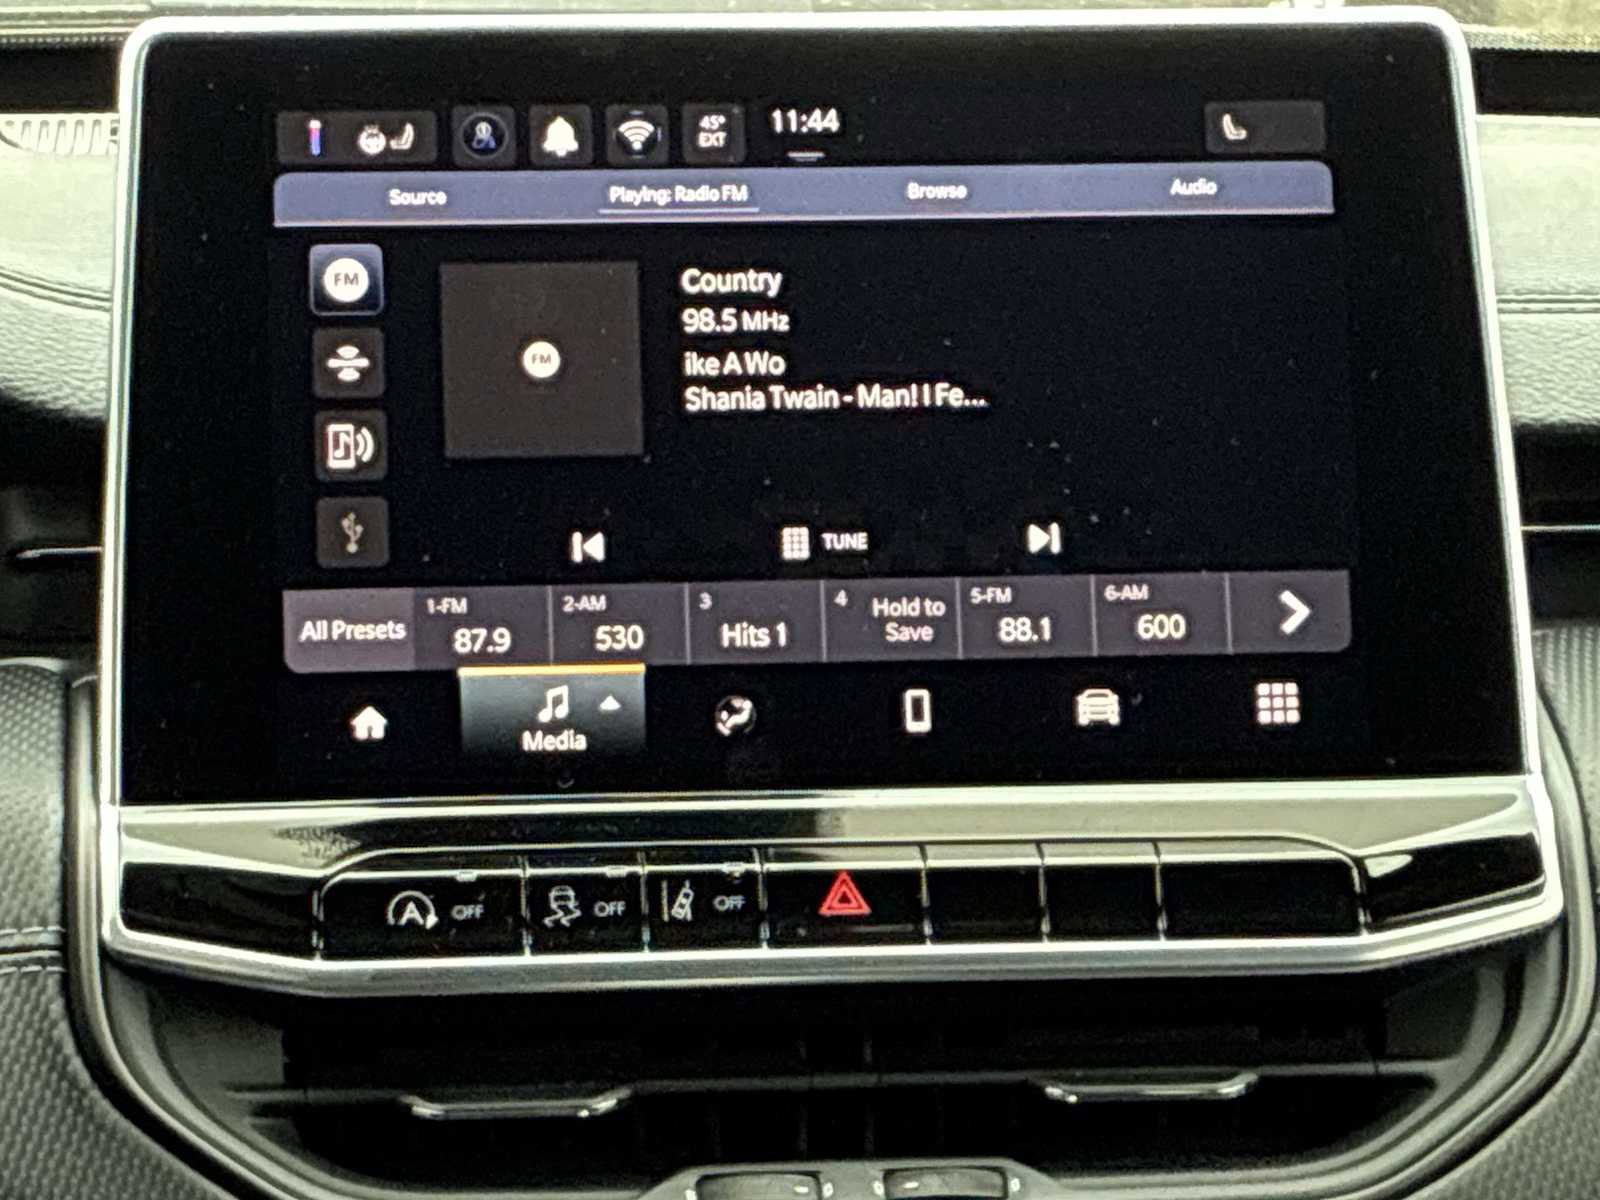 45° EXT
11:44
Source Playing: Radio FM Browse Audio
FM
FM
Country
98.5 MHz
ike A Wo
Shania Twain - Man! I Fe...
TUNE
All Presets
1-FM
87.9
2-AM
530
3
Hits 1
4
Hold to
Save
5-FM
88.1
6-AM
600
Media
A OFF OFF OFF